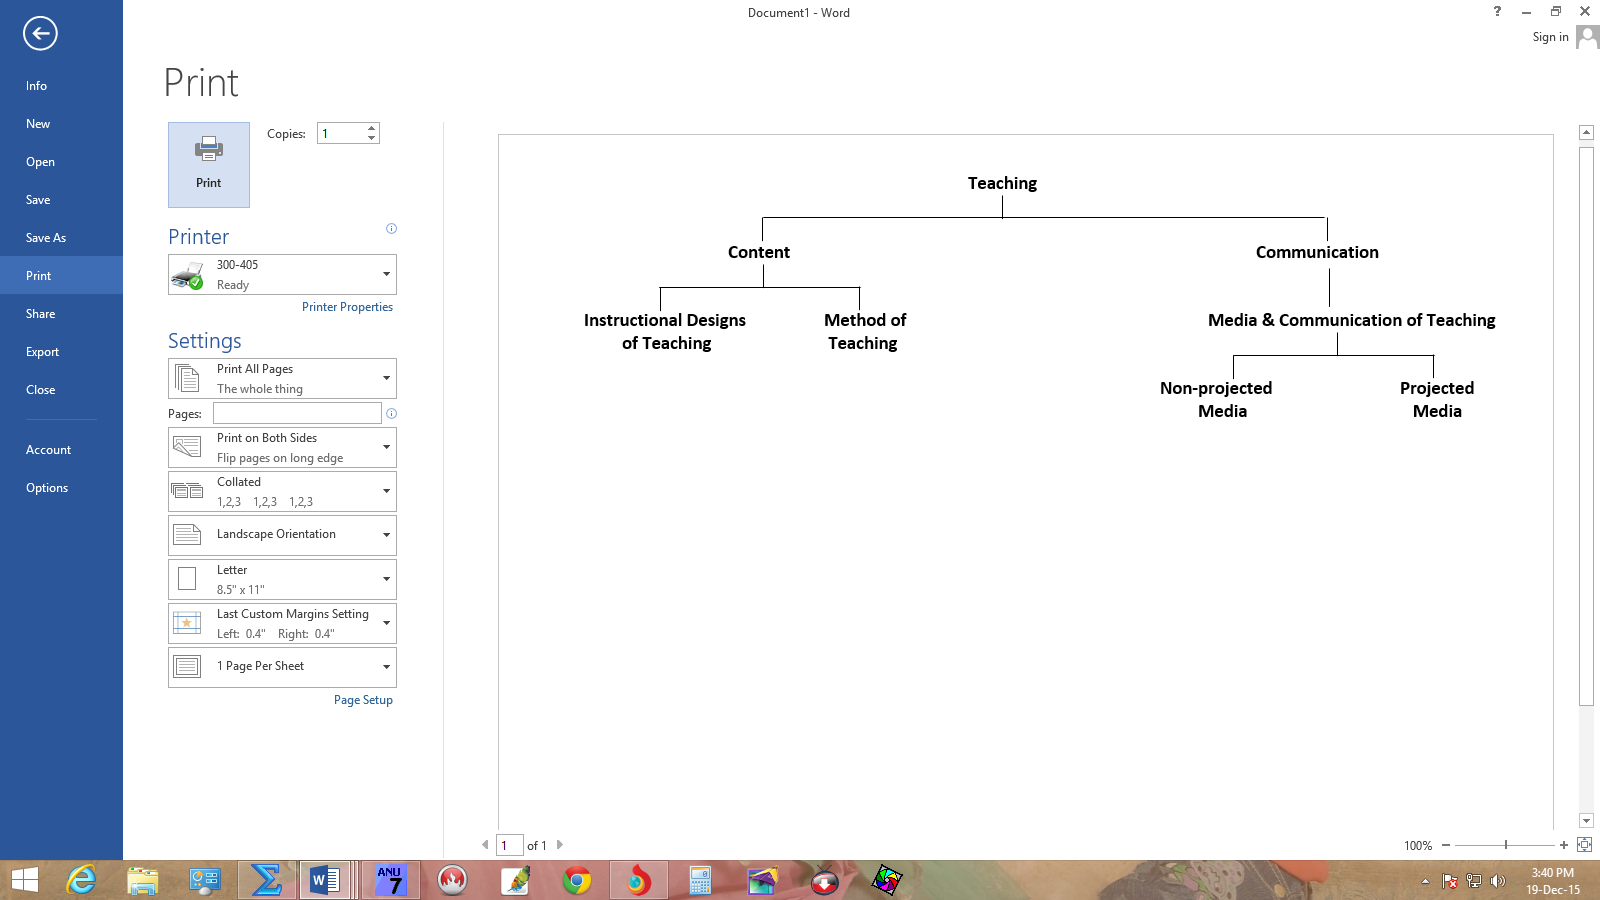 Document1 - Word
?
Sign in
Info
New
Open
Save
Save As
Print
Share
Export
Close
Account
Options
Print
Print
Copies: 1
Printer
300-405
Ready
Printer Properties
Settings
Print All Pages
The whole thing
Pages:
Print on Both Sides
Flip pages on long edge
Collated
1,2,3 1,2,3 1,2,3
Landscape Orientation
Letter
8.5" x 11"
Last Custom Margins Setting
Left: 0.4" Right: 0.4"
1 Page Per Sheet
Page Setup
Teaching
Content Communication
Instructional Designs
of Teaching
Method of
Teaching
Media & Communication of Teaching
Non-projected
Media
Projected
Media
1 of 1
100%
ANU
7
3:40 PM
19-Dec-15